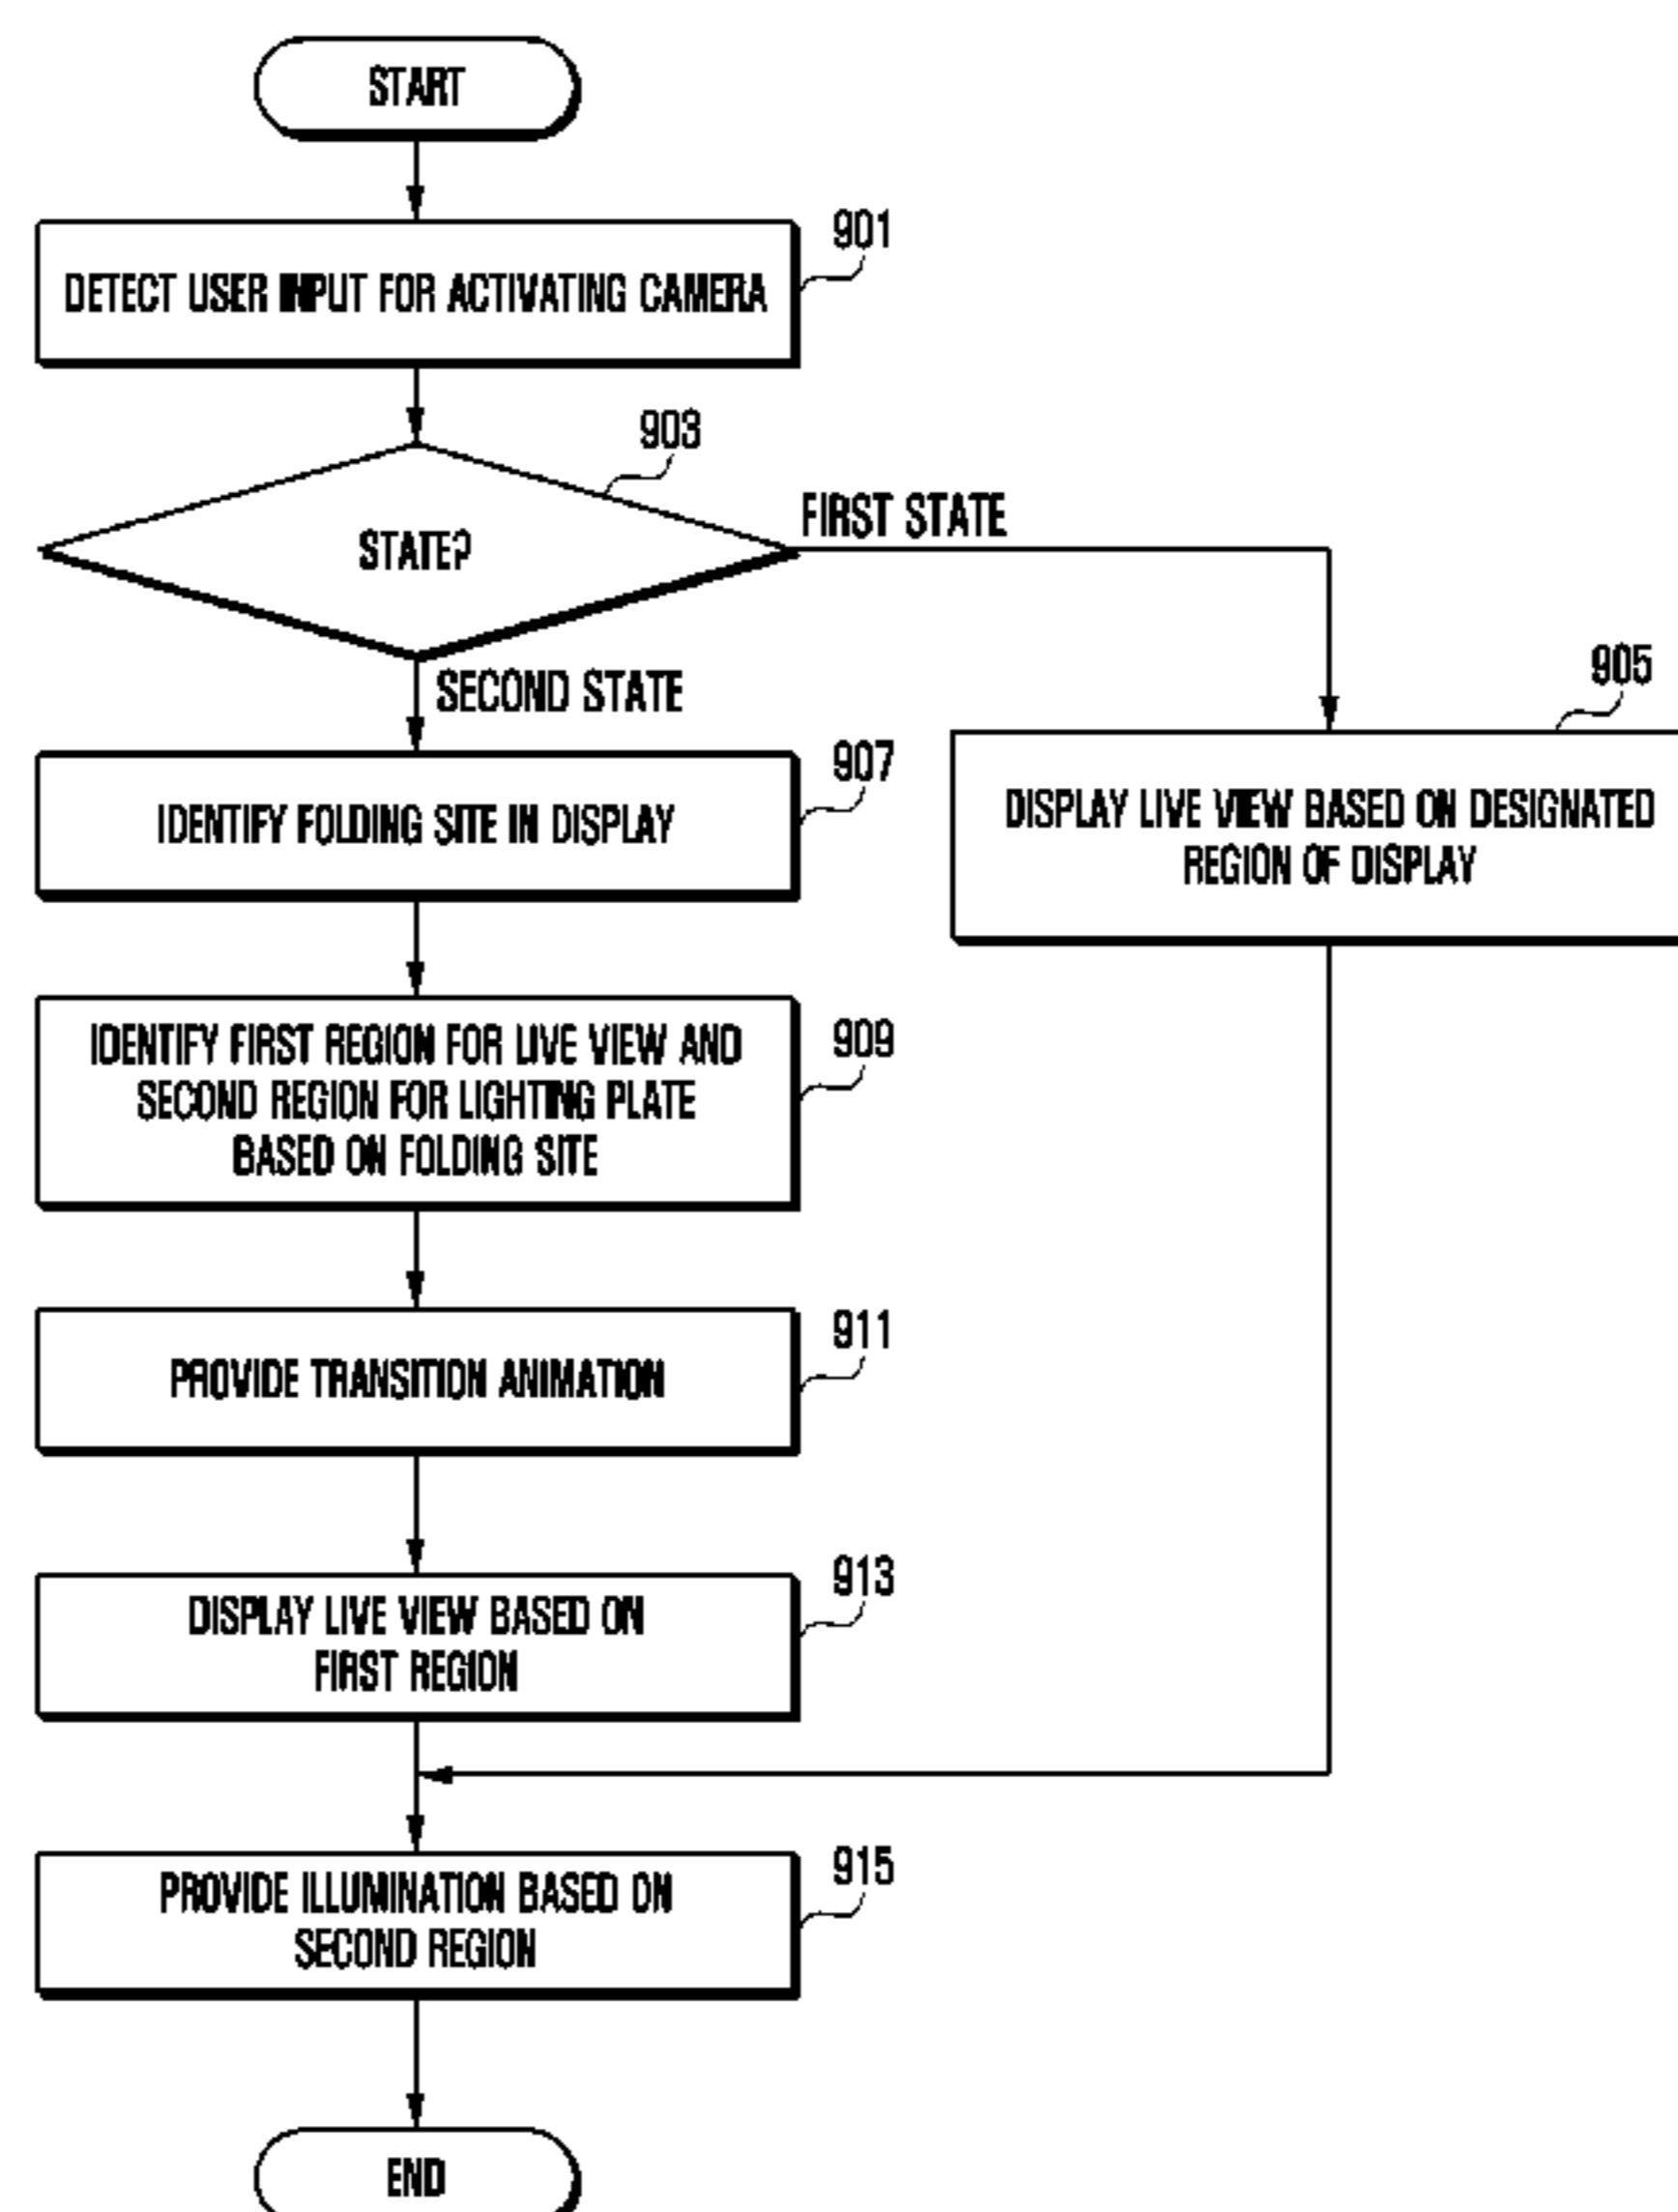 START
901
DETECT USER INPUT FOR ACTIVATING CAMERA
903
STATE?
FIRST STATE
SECOND STATE
905
DISPLAY LIVE VIEW BASED ON DESIGNATED
REGION OF DISPLAY
907
IDENTIFY FOLDING SITE IN DISPLAY
909
IDENTIFY FIRST REGION FOR LIVE VIEW AND
SECOND REGION FOR LIGHTING PLATE
BASED ON FOLDING SITE
911
PROVIDE TRANSITION ANIMATION
913
DISPLAY LIVE VIEW BASED ON
FIRST REGION
915
PROVIDE ILLUMINATION BASED ON
SECOND REGION
END